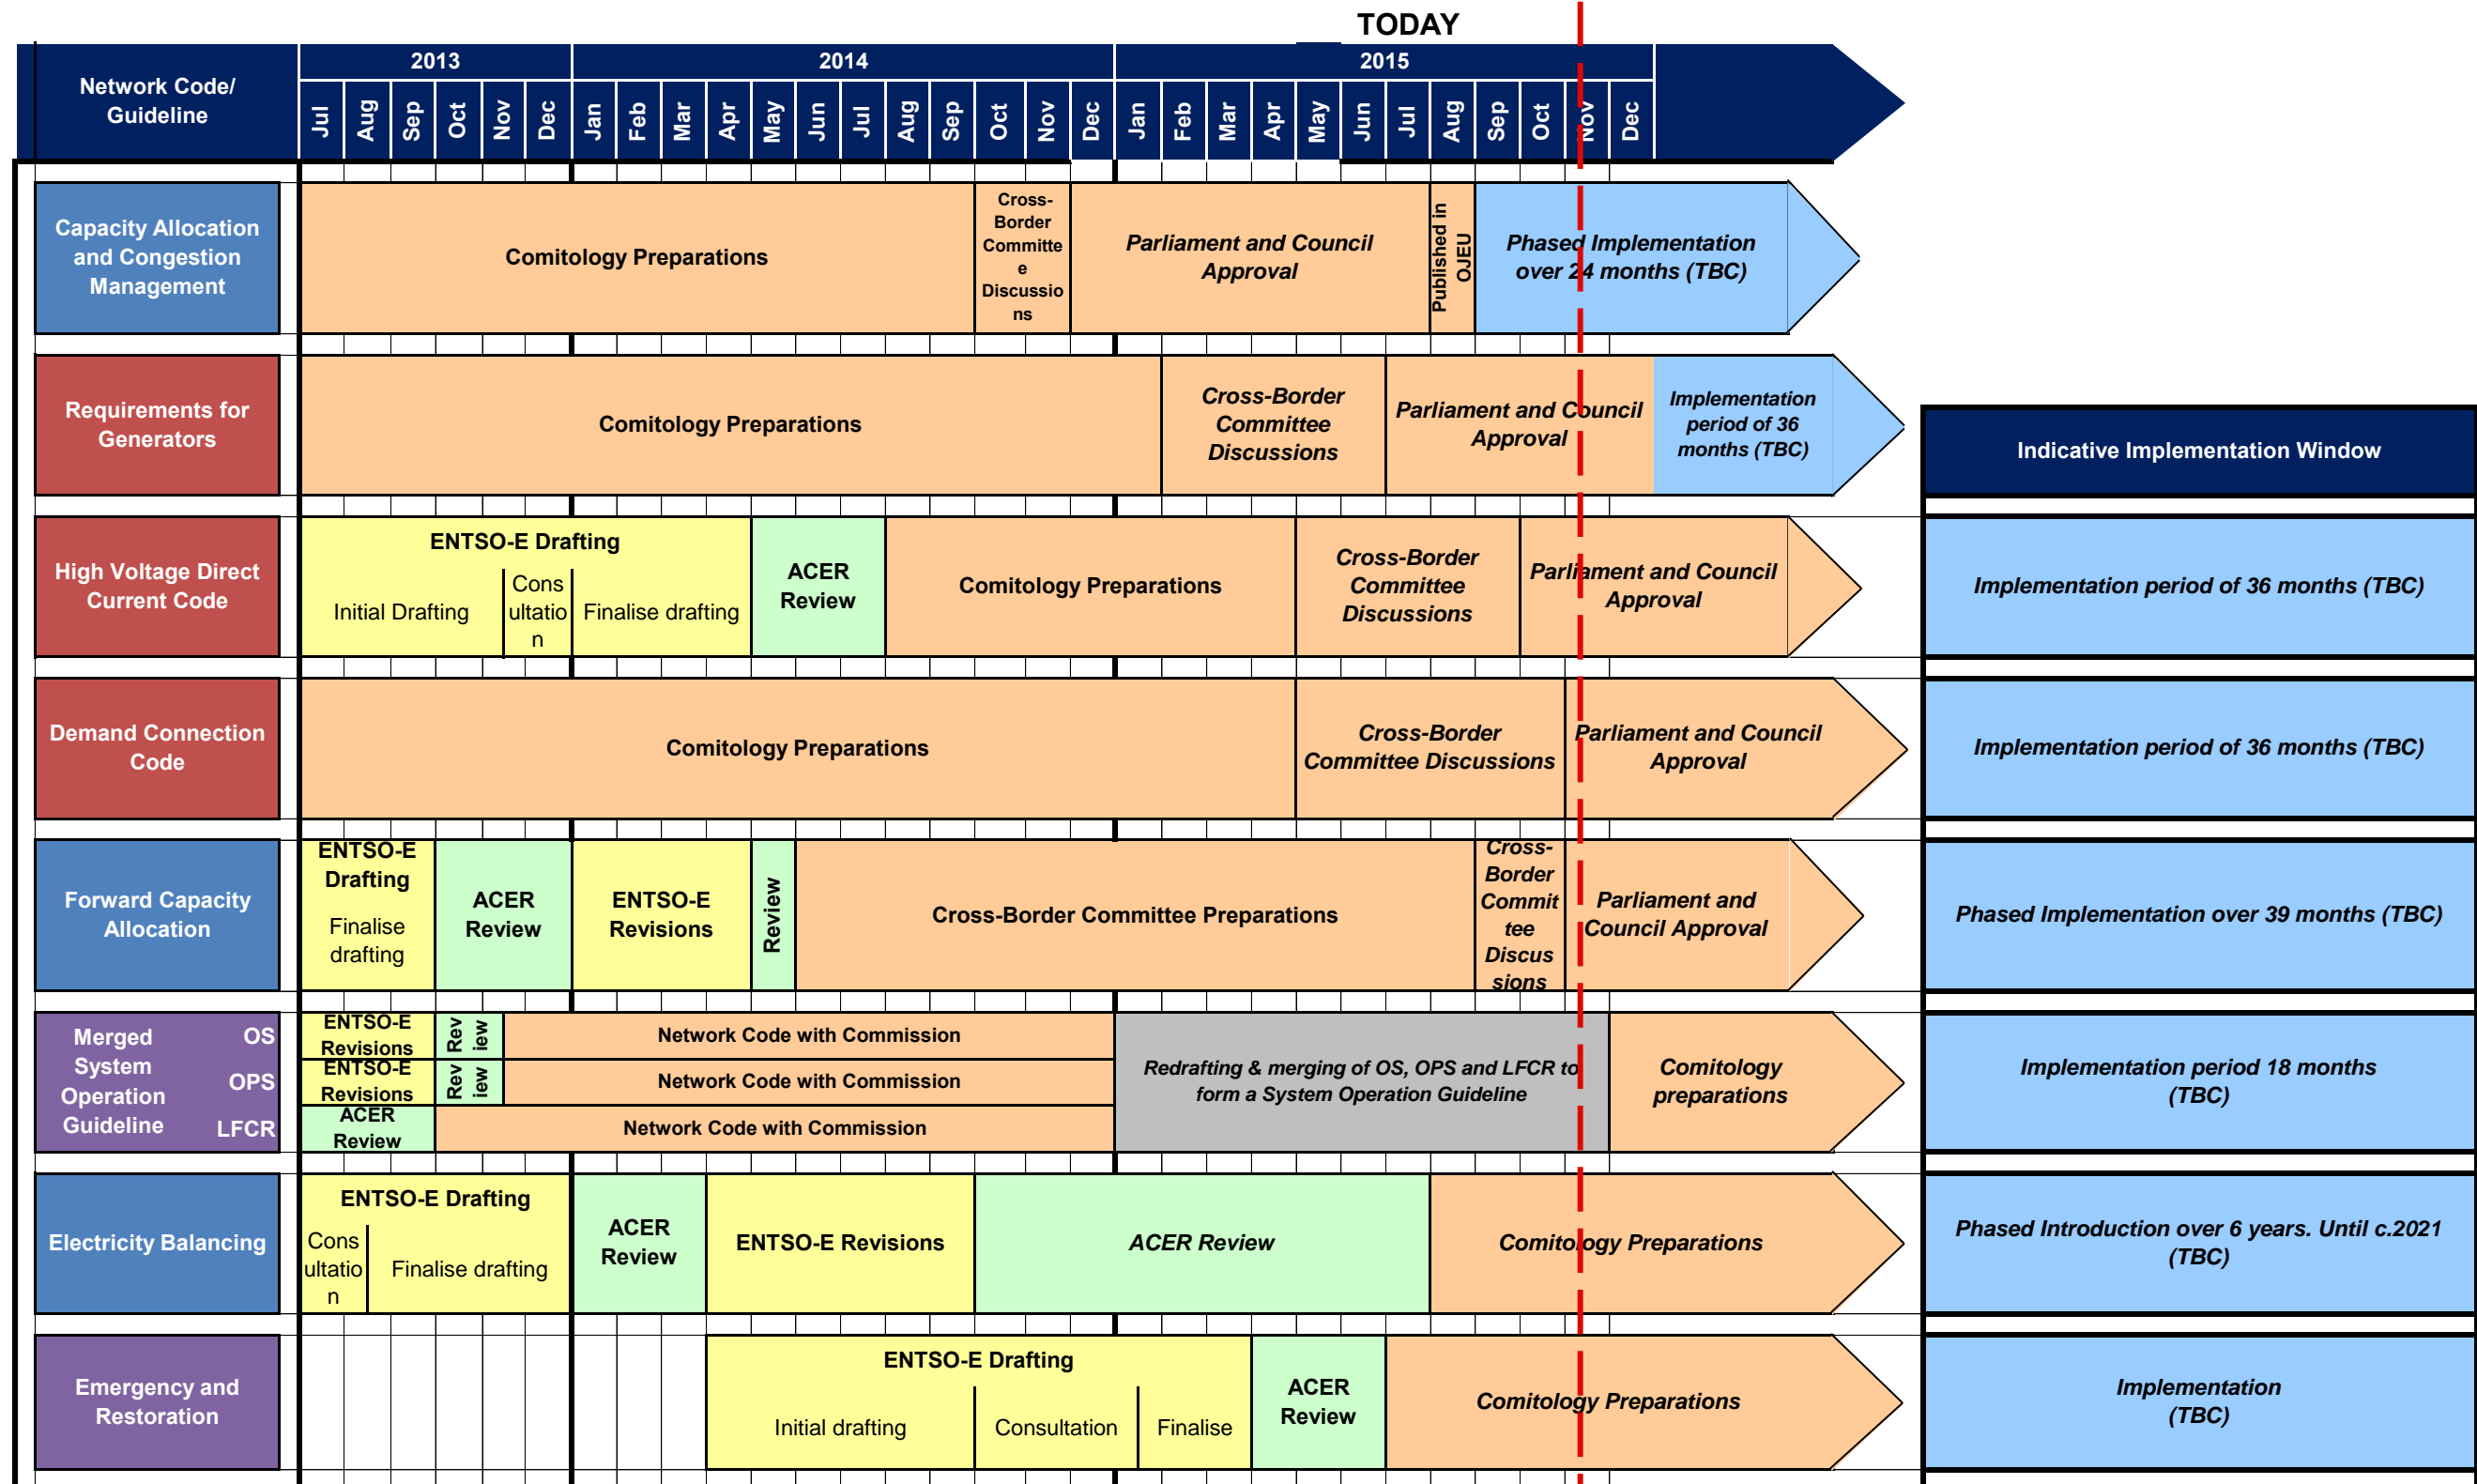 TODAY
Network Code/
Guideline
2013
2014
2015
Jul
Aug
Sep
Oct
Nov
Dec
Jan
Feb
Mar
Apr
May
Jun
Jul
Aug
Sep
Oct
Nov
Dec
Jan
Feb
Mar
Apr
May
Jun
Jul
Aug
Sep
Oct
Nov
Dec
Capacity Allocation
and Congestion
Management
Comitology Preparations
Cross-
Border
Committe
e
Discussio
ns
Parliament and Council
Approval
Published in
OJEU
Phased Implementation
over 24 months (TBC)
Requirements for
Generators
Comitology Preparations
Cross-Border
Committee
Discussions
Parliament and Council
Approval
Implementation
period of 36
months (TBC)
Indicative Implementation Window
High Voltage Direct
Current Code
ENTSO-E Drafting
Initial Drafting
Cons
ultatio
n
Finalise drafting
ACER
Review
Comitology Preparations
Cross-Border
Committee
Discussions
Parliament and Council
Approval
Implementation period of 36 months (TBC)
Demand Connection
Code
Comitology Preparations
Cross-Border
Committee Discussions
Parliament and Council
Approval
Implementation period of 36 months (TBC)
Forward Capacity
Allocation
ENTSO-E
Drafting
Finalise
drafting
ACER
Review
ENTSO-E
Revisions
Review
Cross-Border Committee Preparations
Cross-
Border
Commit
tee
Discus
sions
Parliament and
Council Approval
Phased Implementation over 39 months (TBC)
Merged
System
Operation
Guideline
OS
OPS
LFCR
ENTSO-E
Revisions
Rev
iew
Network Code with Commission
ENTSO-E
Revisions
Rev
iew
Network Code with Commission
ACER
Review
Network Code with Commission
Redrafting & merging of OS, OPS and LFCR to
form a System Operation Guideline
Comitology
preparations
Implementation period 18 months
(TBC)
Electricity Balancing
ENTSO-E Drafting
Cons
ultatio
n
Finalise drafting
ACER
Review
ENTSO-E Revisions
ACER Review
Comitology Preparations
Phased Introduction over 6 years. Until c.2021
(TBC)
Emergency and
Restoration
ENTSO-E Drafting
Initial drafting
Consultation
Finalise
ACER
Review
Comitology Preparations
Implementation
(TBC)